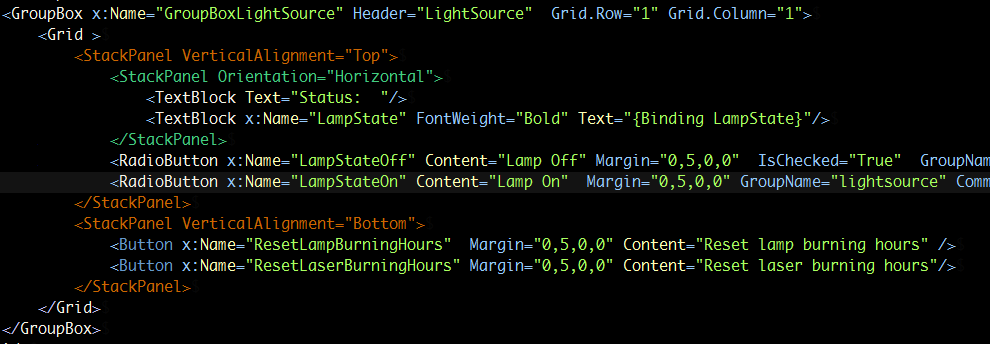 <GroupBox x:Name="GroupBoxLightSource" Header="LightSource"  Grid.Row="1" Grid.Column="1">
    <Grid >
        <StackPanel VerticalAlignment="Top">
            <StackPanel Orientation="Horizontal">
                <TextBlock Text="Status:  "/>
                <TextBlock x:Name="LampState" FontWeight="Bold" Text="{Binding LampState}"/>
            </StackPanel>
            <RadioButton x:Name="LampStateOff" Content="Lamp Off" Margin="0,5,0,0"  IsChecked="True"  GroupNam
            <RadioButton x:Name="LampStateOn" Content="Lamp On"  Margin="0,5,0,0" GroupName="lightsource" Comm
        </StackPanel>
        <StackPanel VerticalAlignment="Bottom">
            <Button x:Name="ResetLampBurningHours"  Margin="0,5,0,0" Content="Reset lamp burning hours" />
            <Button x:Name="ResetLaserBurningHours" Margin="0,5,0,0" Content="Reset laser burning hours"/>
        </StackPanel>
    </Grid>
</GroupBox>